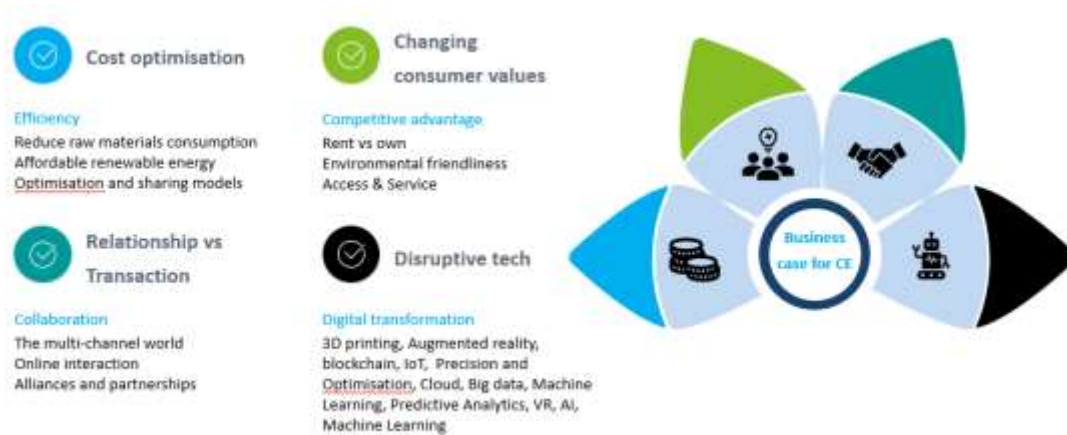 Cost optimisation
Efficiency
Reduce raw materials consumption
Affordable renewable energy
Optimisation and sharing models
Changing
consumer values
Competitive advantage
Rent vs own
Environmental friendliness
Access & Service
Relationship vs
Transaction
Collaboration
The multi-channel world
Online interaction
Alliances and partnerships
Disruptive tech
Digital transformation
3D printing, Augmented reality,
blockchain, IoT, Precision and
Optimisation, Cloud, Big data, Machine
Learning, Predictive Analytics, VR, AI,
Machine Learning
Business
case for CE